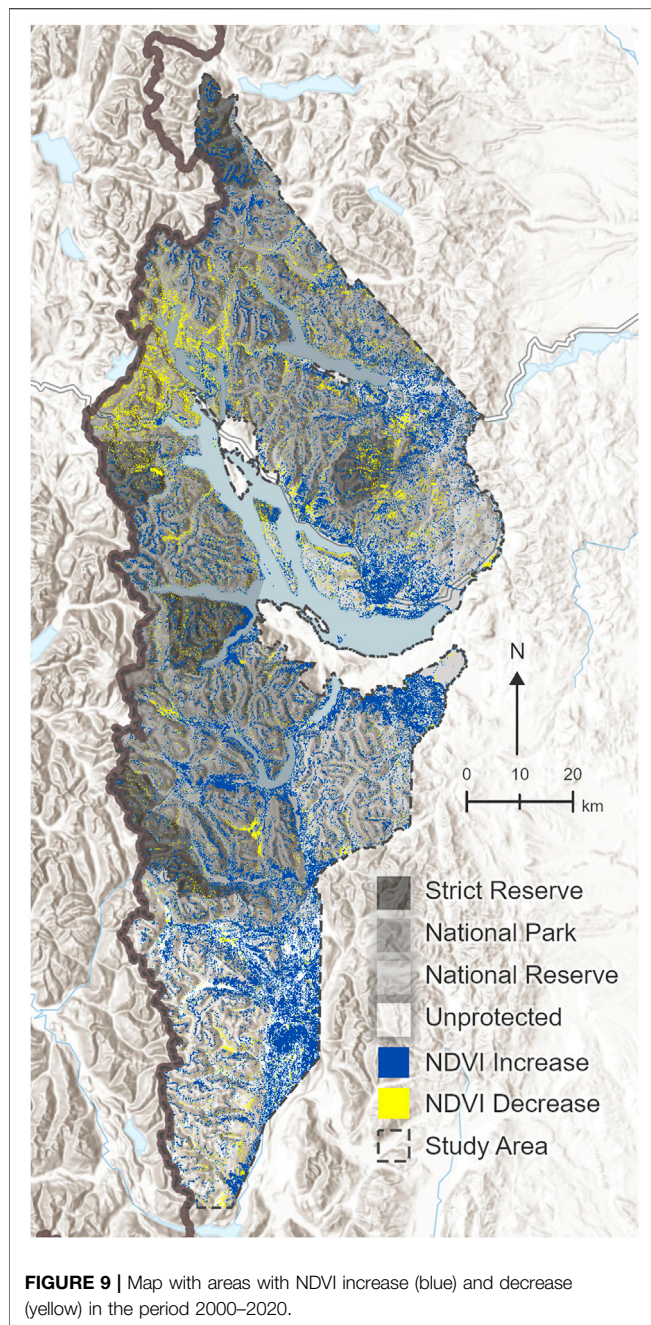 N
0 10 20
km
Strict Reserve
National Park
National Reserve
Unprotected
NDVI Increase
NDVI Decrease
Study Area
FIGURE 9 | Map with areas with NDVI increase (blue) and decrease
(yellow) in the period 2000–2020.